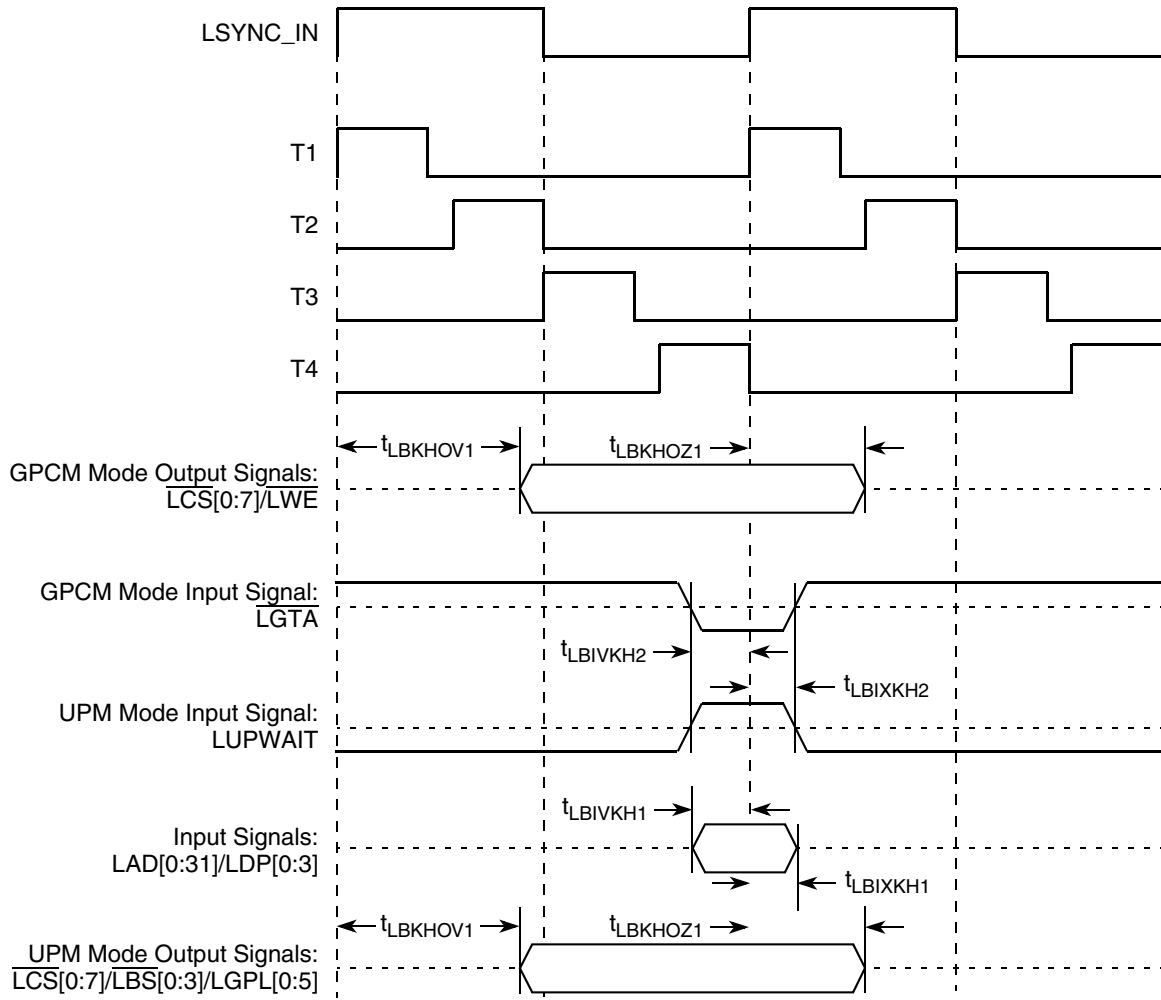 LSYNC_IN
T1
T2
T3
T4
tLBKHOV1
tLBKHOZ1
GPCM Mode Output Signals:
LCS[0:7]/LWE
GPCM Mode Input Signal:
LGTA
tLBIVKH2
tLBIXKH2
UPM Mode Input Signal:
LUPWAIT
tLBIVKH1
Input Signals:
LAD[0:31]/LDP[0:3]
tLBIXKH1
tLBKHOV1
tLBKHOZ1
UPM Mode Output Signals:
LCS[0:7]/LBS[0:3]/LGPL[0:5]